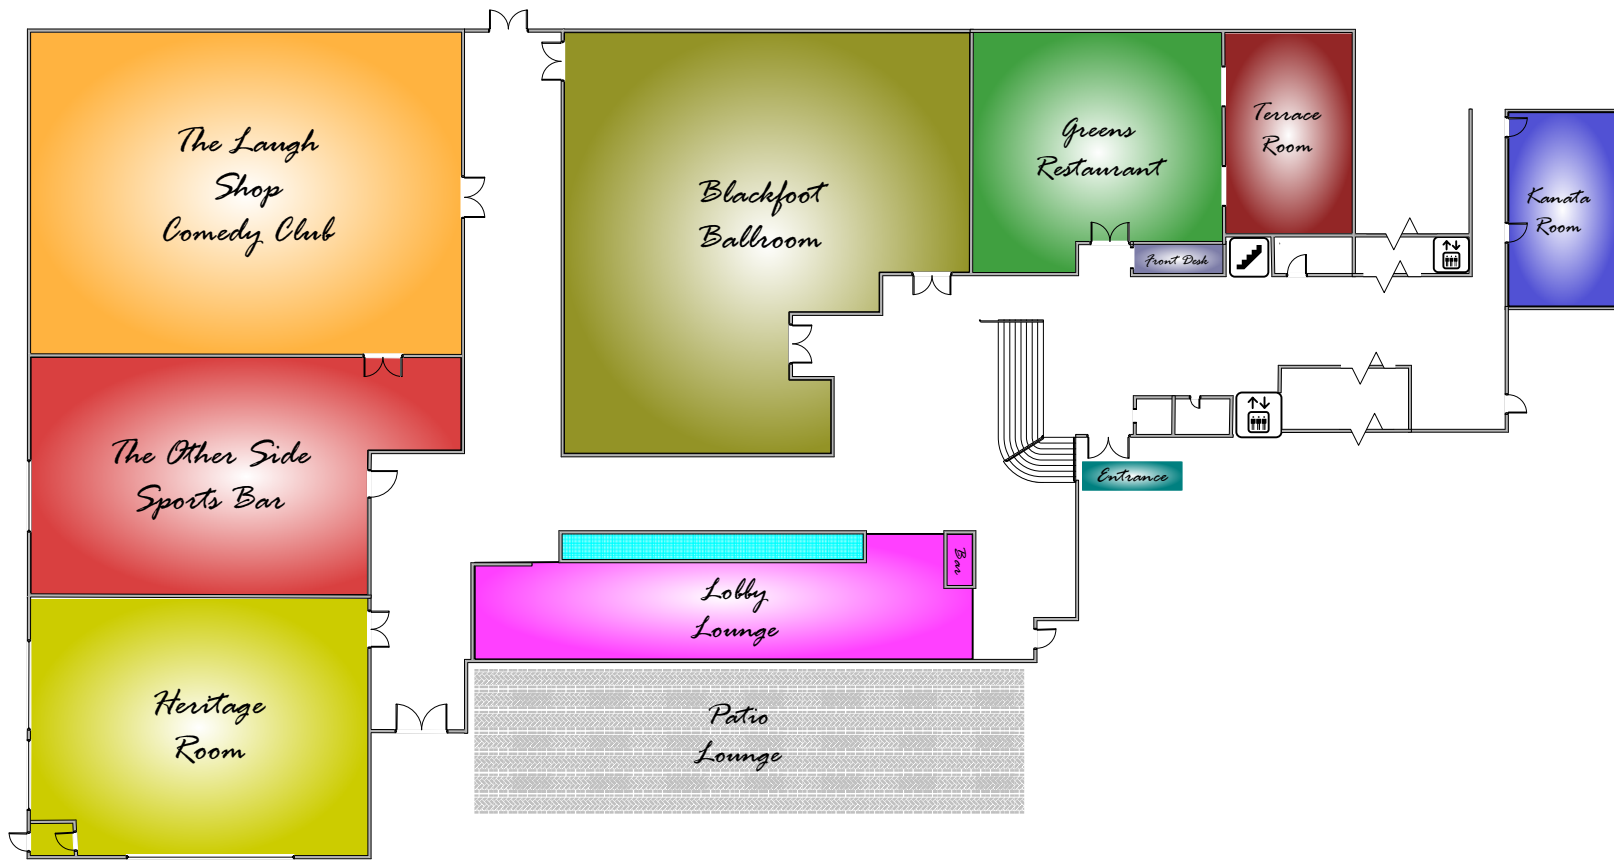 The Laugh
Shop
Comedy Club
Blackfoot
Ballroom
Greens
Restaurant
Terrace
Room
Kanata
Room
Front Desk
The Other Side
Sports Bar
Entrance
Bar
Lobby
Lounge
Heritage
Room
Patio
Lounge